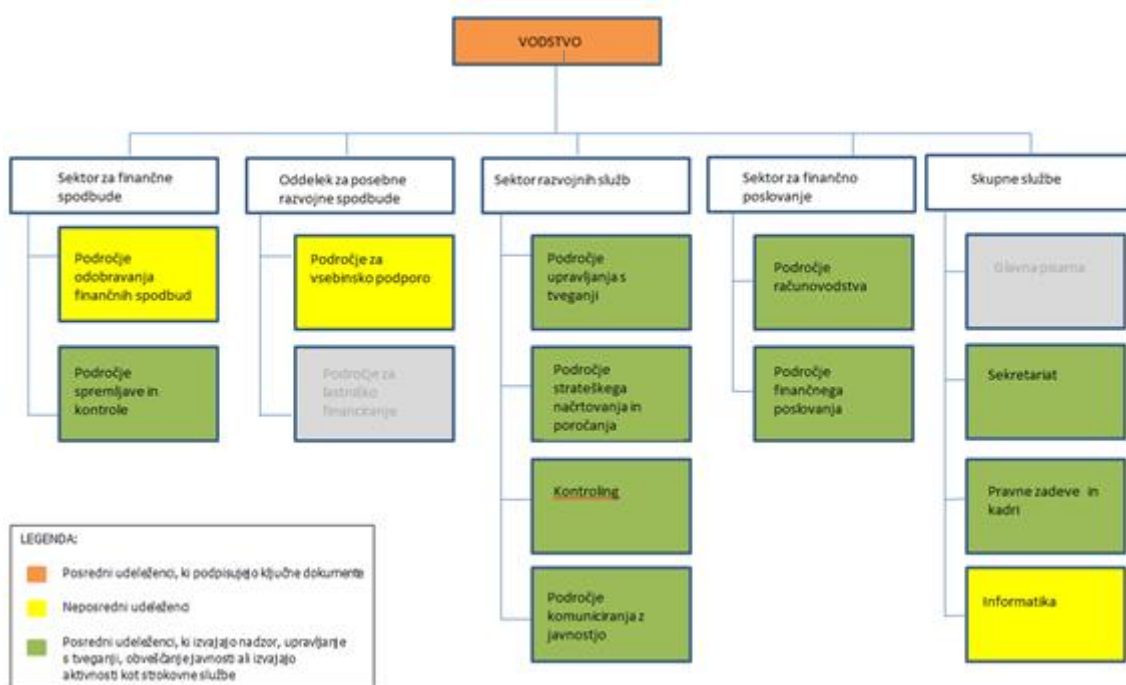 VODSTVO
Sektor za finančne
spodbude
Oddelek za posebne
razvojne spodbude
Sektor razvojnih služb
Sektor za finančno
poslovanje
Skupne službe
Področje
odobravanja
finančnih spodbud
Področje
spremljave in
kontrole
Področje za
vsebinsko podporo
Področje za
lastniško
financiranje
Področje
upravljanja s
tveganji
Področje
strateškega
načrtovanja in
poročanja
Kontroling
Področje
komuniciranja z
javnostjo
Področje
računovodstva
Področje
finančnega
poslovanja
Glavna pisarna
Sekretariat
Pravne zadeve in
kadri
Informatika
LEGENDA:
Posredni udeleženci, ki podpisujejo ključne dokumente
Neposredni udeleženci
Posredni udeleženci, ki izvajajo nadzor, upravljanje
s tveganji, obveščanje javnosti ali izvajajo
aktivnosti kot strokovne službe